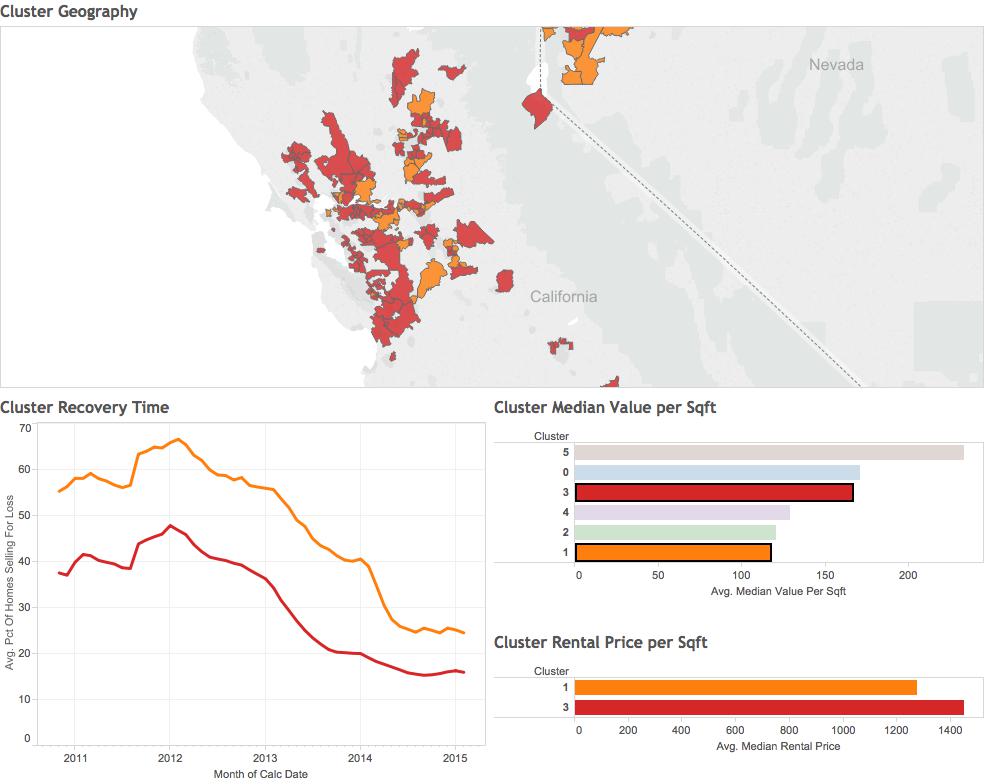 Cluster Geography
Nevada
California
Cluster Recovery Time
70
60
50
40
30
20
10
0
Avg. Pct Of Homes Selling For Loss
2011 2012 2013 2014 2015
Month of Calc Date
Cluster Median Value per Sqft
Cluster
5
0
3
4
2
1
0 50 100 150 200
Avg. Median Value Per Sqft
Cluster Rental Price per Sqft
Cluster
1
3
0 200 400 600 800 1000 1200 1400
Avg. Median Rental Price